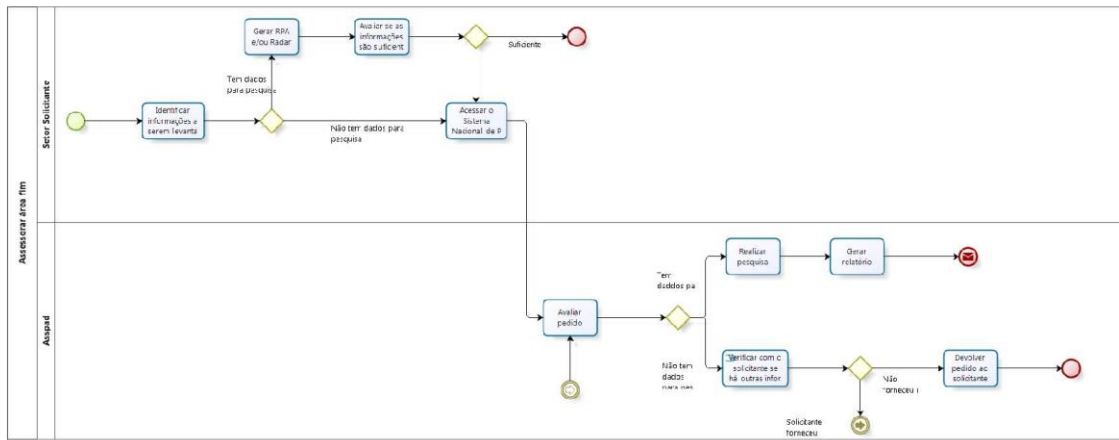 Assessorar área fim
Setor Solicitante
Gerar RPA
e/ou Radar
Avaliar se as
informações
são suficient
Suficiente
Tem dados
para pesquisa
Identificar
informações a
serem levanta
Não tem dados para
pesquisa
Acessar o
Sistema
Nacional de P
Asspad
Realizar
pesquisa
Gerar
relatório
Tem
daddos pa
Avaliar
pedido
Não tem
dados
para pes
Verificar com o
solicitante se
há outras infor
Não
forneceu i
Devolver
pedido ao
solicitante
Solicitante
forneceu